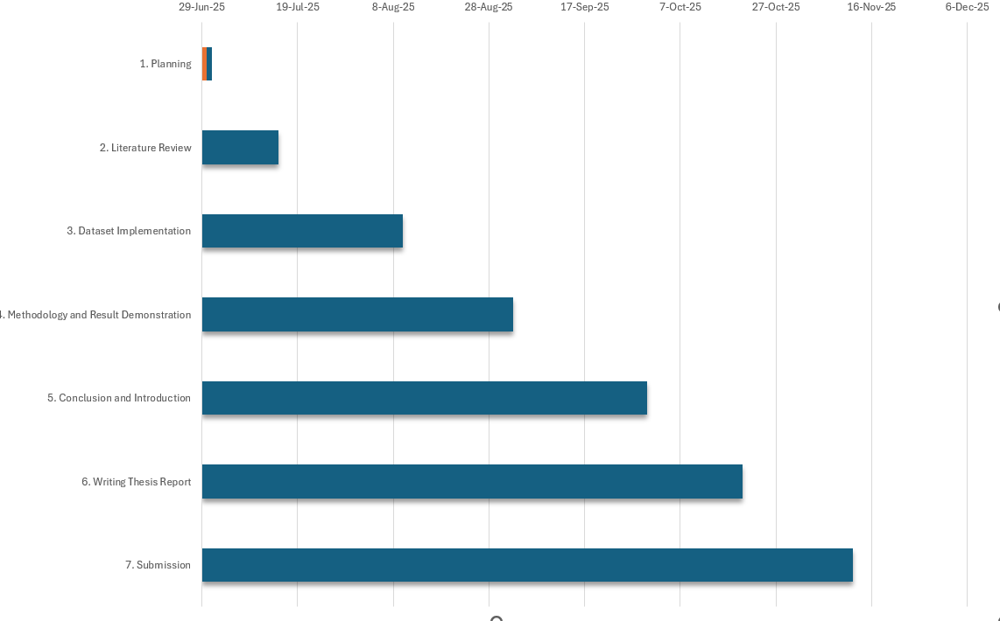 29-Jun-25 19-Jul-25 8-Aug-25 28-Aug-25 17-Sep-25 7-Oct-25 27-Oct-25 16-Nov-25 6-Dec-25
1. Planning
2. Literature Review
3. Dataset Implementation
4. Methodology and Result Demonstration
5. Conclusion and Introduction
6. Writing Thesis Report
7. Submission